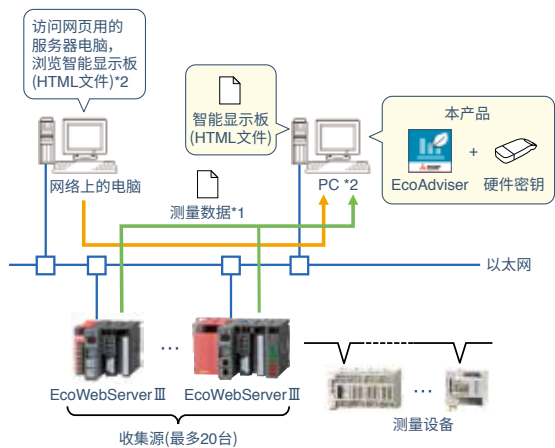 访问网页用的
服务器电脑，
浏览智能显示板
(HTML文件)*2
智能显示板
(HTML文件)
本产品
+
EcoAdviser
硬件密钥
网络上的电脑
PC *2
测量数据*1
以太网
…
EcoWebServerⅢ
EcoWebServerⅢ
…
测量设备
收集源(最多20台)